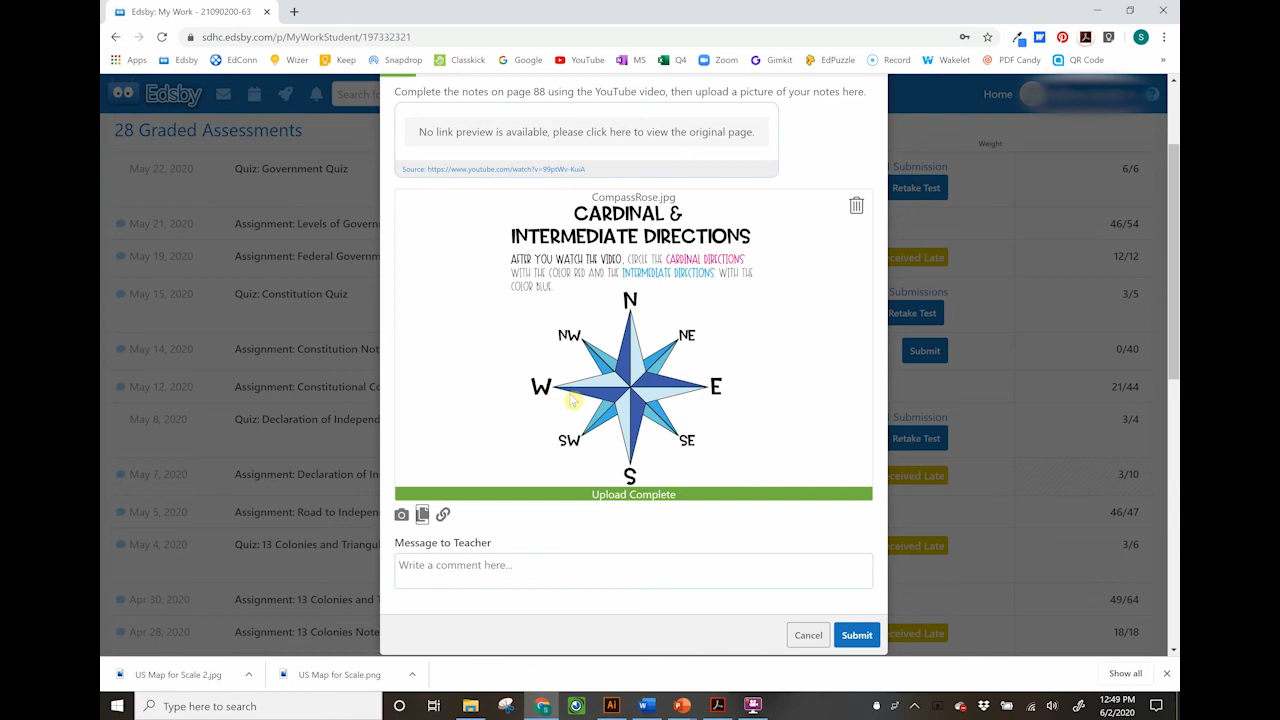 Edsby: My Work - 21090200-63
sdhc.edsby.com/p/MyWorkStudent/197332321
Apps Edsby EdConn Wizer Keep Snapdrop Classkick Google YouTube MS Q4 Zoom Gimkit EdPuzzle Record Wakelet PDF Candy QR Code
Edsby
Search
Home
28 Graded Assessments
Weight
May 22, 2020 Quiz: Government Quiz Submission 6/6
Retake Test
May 21, 2020 Assignment: Levels of Govern 46/54
May 19, 2020 Assignment: Federal Governm ceived Late 12/12
May 15, 2020 Quiz: Constitution Quiz Submissions 3/5
Retake Test
May 14, 2020 Assignment: Constitution Not Submit 0/40
May 12, 2020 Assignment: Constitutional Co 21/44
May 8, 2020 Quiz: Declaration of Independ Submission 3/4
Retake Test
May 7, 2020 Assignment: Declaration of In ceived Late 3/10
May 5, 2020 Assignment: Road to Indepen 46/47
May 4, 2020 Quiz: 13 Colonies and Triangul ceived Late 3/6
Apr 30, 2020 Assignment: 13 Colonies and T 49/64
Apr 28, 2020 Assignment: 13 Colonies Note ceived Late 18/18
Complete the notes on page 88 using the YouTube video, then upload a picture of your notes here.
No link preview is available, please click here to view the original page.
Source: https://www.youtube.com/watch?v=99ptWv-KuiA
CompassRose.jpg
CARDINAL &
INTERMEDIATE DIRECTIONS
AFTER YOU WATCH THE VIDEO, CIRCLE THE CARDINAL DIRECTIONS
WITH THE COLOR RED AND THE INTERMEDIATE DIRECTIONS WITH THE
COLOR BLUE.
N
NW NE
W E
SW SE
S
Upload Complete
Message to Teacher
Write a comment here...
Cancel Submit
US Map for Scale 2.jpg US Map for Scale.png Show all
Type here to search
12:49 PM
6/2/2020